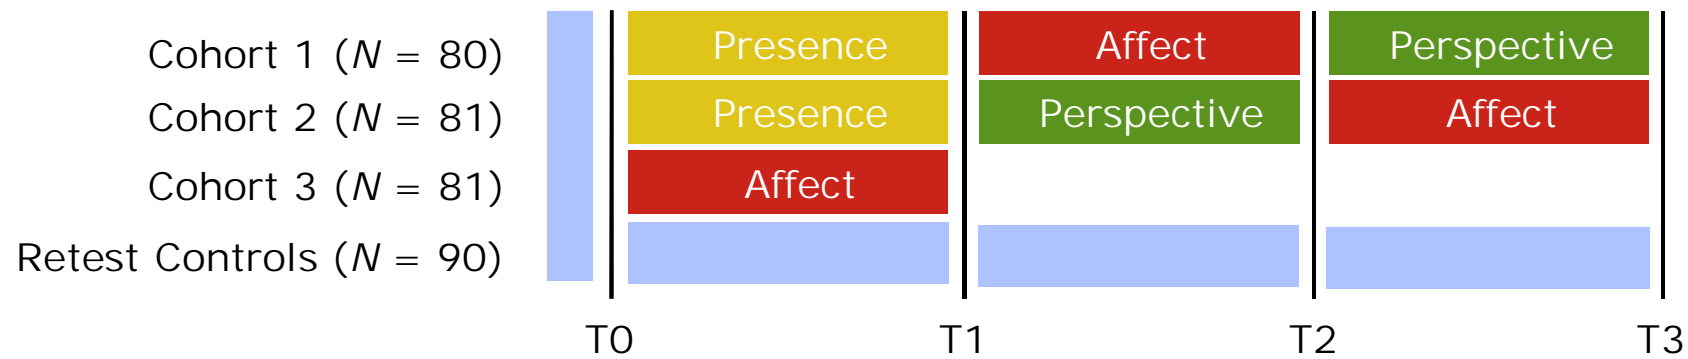 Cohort 1 (N = 80) Presence Affect Perspective
Cohort 2 (N = 81) Presence Perspective Affect
Cohort 3 (N = 81) Affect
Retest Controls (N = 90)
T0 T1 T2 T3